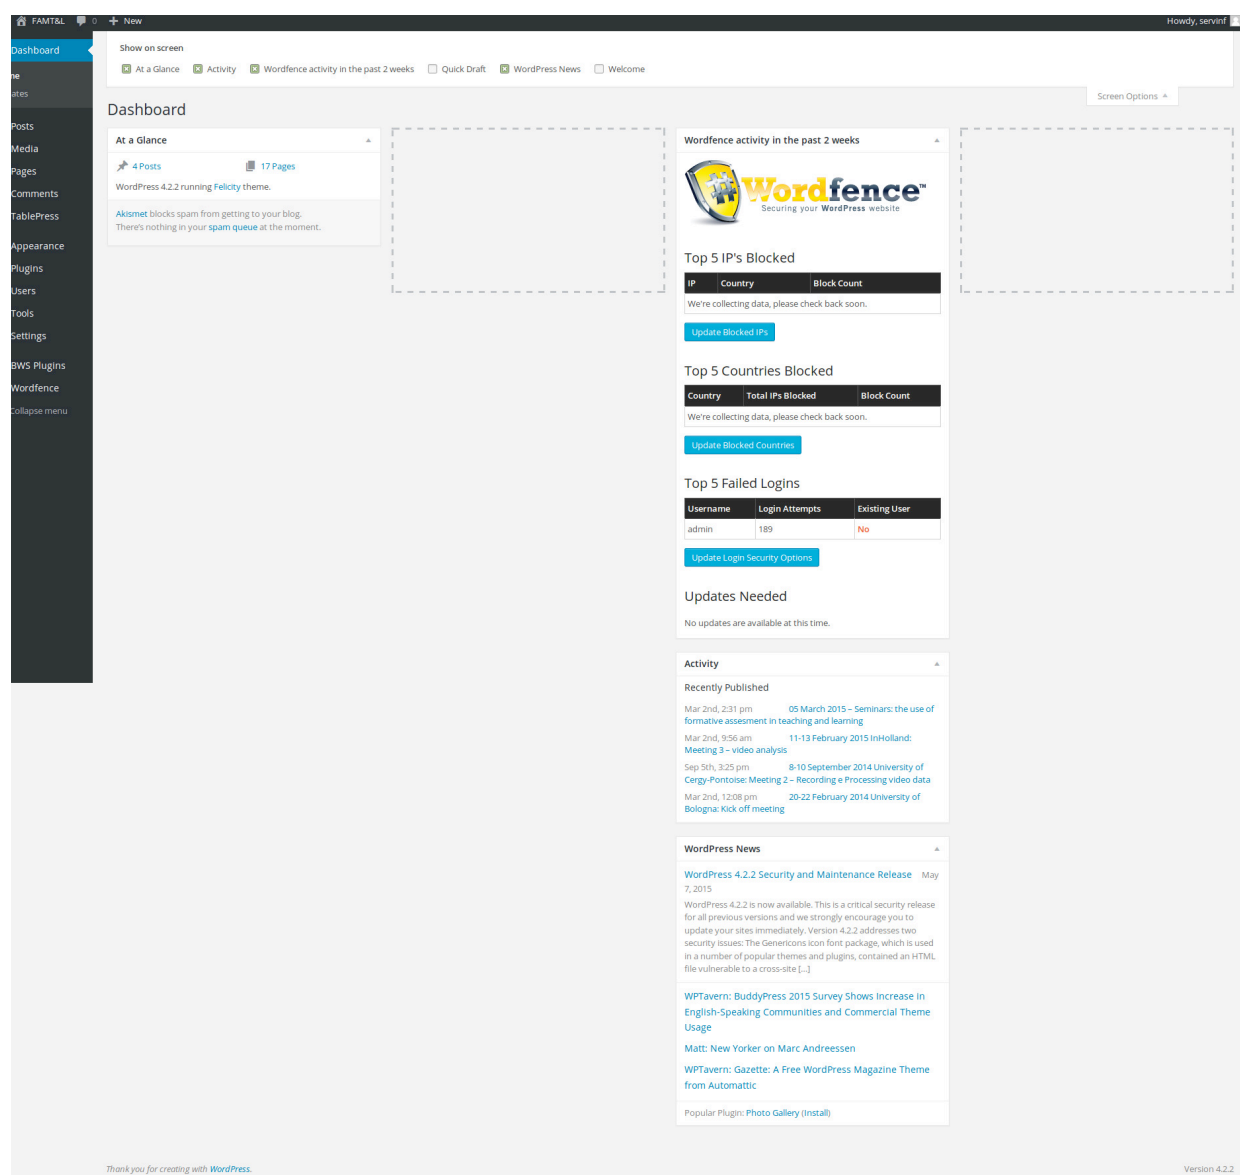 FAMT&L 0 New Howdy, servinf
Dashboard
me
ates
Posts
Media
Pages
Comments
TablePress
Appearance
Plugins
Users
Tools
Settings
BWS Plugins
Wordfence
Collapse menu
Show on screen
At a Glance Activity Wordfence activity in the past 2 weeks Quick Draft WordPress News Welcome
Screen Options
Dashboard
At a Glance
4 Posts 17 Pages
WordPress 4.2.2 running Felicity theme.
Akismet blocks spam from getting to your blog.
There's nothing in your spam queue at the moment.
Wordfence activity in the past 2 weeks
Wordfence™
Securing your WordPress website
Top 5 IP's Blocked
IP Country Block Count
We're collecting data, please check back soon.
Update Blocked IPs
Top 5 Countries Blocked
Country Total IPs Blocked Block Count
We're collecting data, please check back soon.
Update Blocked Countries
Top 5 Failed Logins
Username Login Attempts Existing User
admin 189 No
Update Login Security Options
Updates Needed
No updates are available at this time.
Activity
Recently Published
Mar 2nd, 2:31 pm 05 March 2015 – Seminars: the use of
formative assesment in teaching and learning
Mar 2nd, 9:56 am 11-13 February 2015 InHolland:
Meeting 3 – video analysis
Sep 5th, 3:25 pm 8-10 September 2014 University of
Cergy-Pontoise: Meeting 2 – Recording e Processing video data
Mar 2nd, 12:08 pm 20-22 February 2014 University of
Bologna: Kick off meeting
WordPress News
WordPress 4.2.2 Security and Maintenance Release May
7, 2015
WordPress 4.2.2 is now available. This is a critical security release
for all previous versions and we strongly encourage you to
update your sites immediately. Version 4.2.2 addresses two
security issues: The Genericons icon font package, which is used
in a number of popular themes and plugins, contained an HTML
file vulnerable to a cross-site […]
WPTavern: BuddyPress 2015 Survey Shows Increase in
English-Speaking Communities and Commercial Theme
Usage
Matt: New Yorker on Marc Andreessen
WPTavern: Gazette: A Free WordPress Magazine Theme
from Automattic
Popular Plugin: Photo Gallery (Install)
Thank you for creating with WordPress. Version 4.2.2